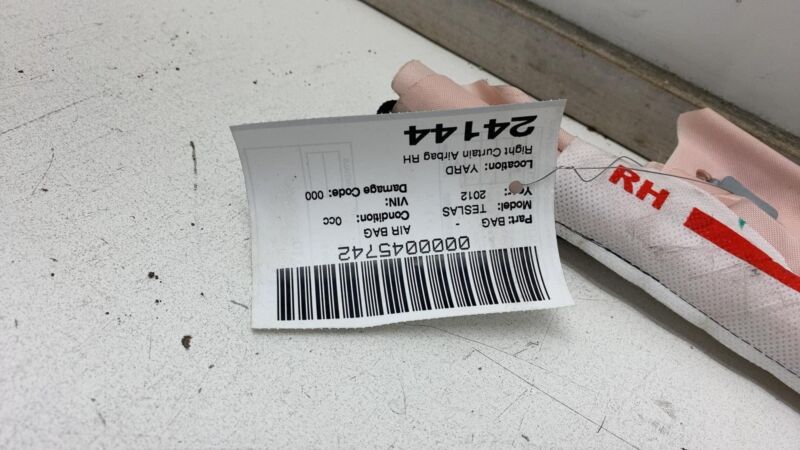 0000045742
Part: BAG - AIR BAG
Model: TESLAS Condition: 0cc
Year: 2012 VIN:
Damage Code: 000
Location: YARD
Right Curtain Airbag RH
24144
RH